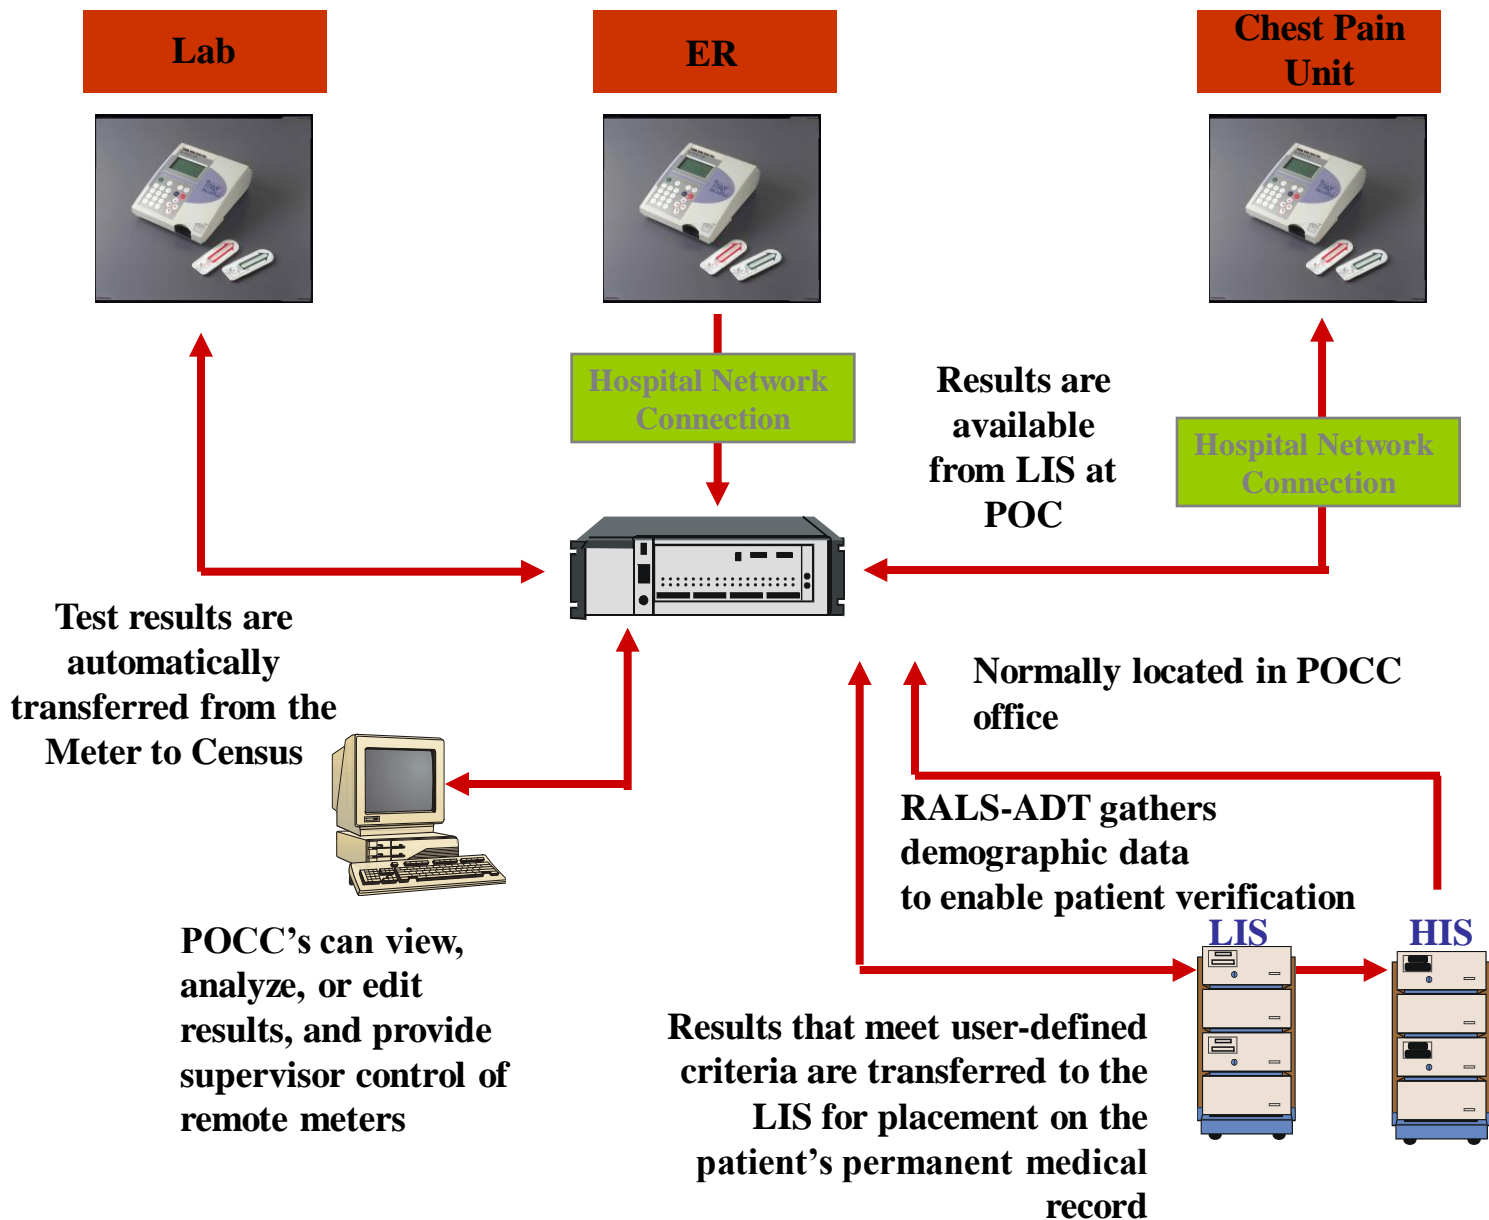 Lab
ER
Chest Pain
Unit
Hospital Network
Connection
Results are
available
from LIS at
POC
Hospital Network
Connection
Test results are
automatically
transferred from the
Meter to Census
Normally located in POCC
office
RALS-ADT gathers
demographic data
to enable patient verification
LIS
HIS
POCC’s can view,
analyze, or edit
results, and provide
supervisor control of
remote meters
Results that meet user-defined
criteria are transferred to the
LIS for placement on the
patient’s permanent medical
record